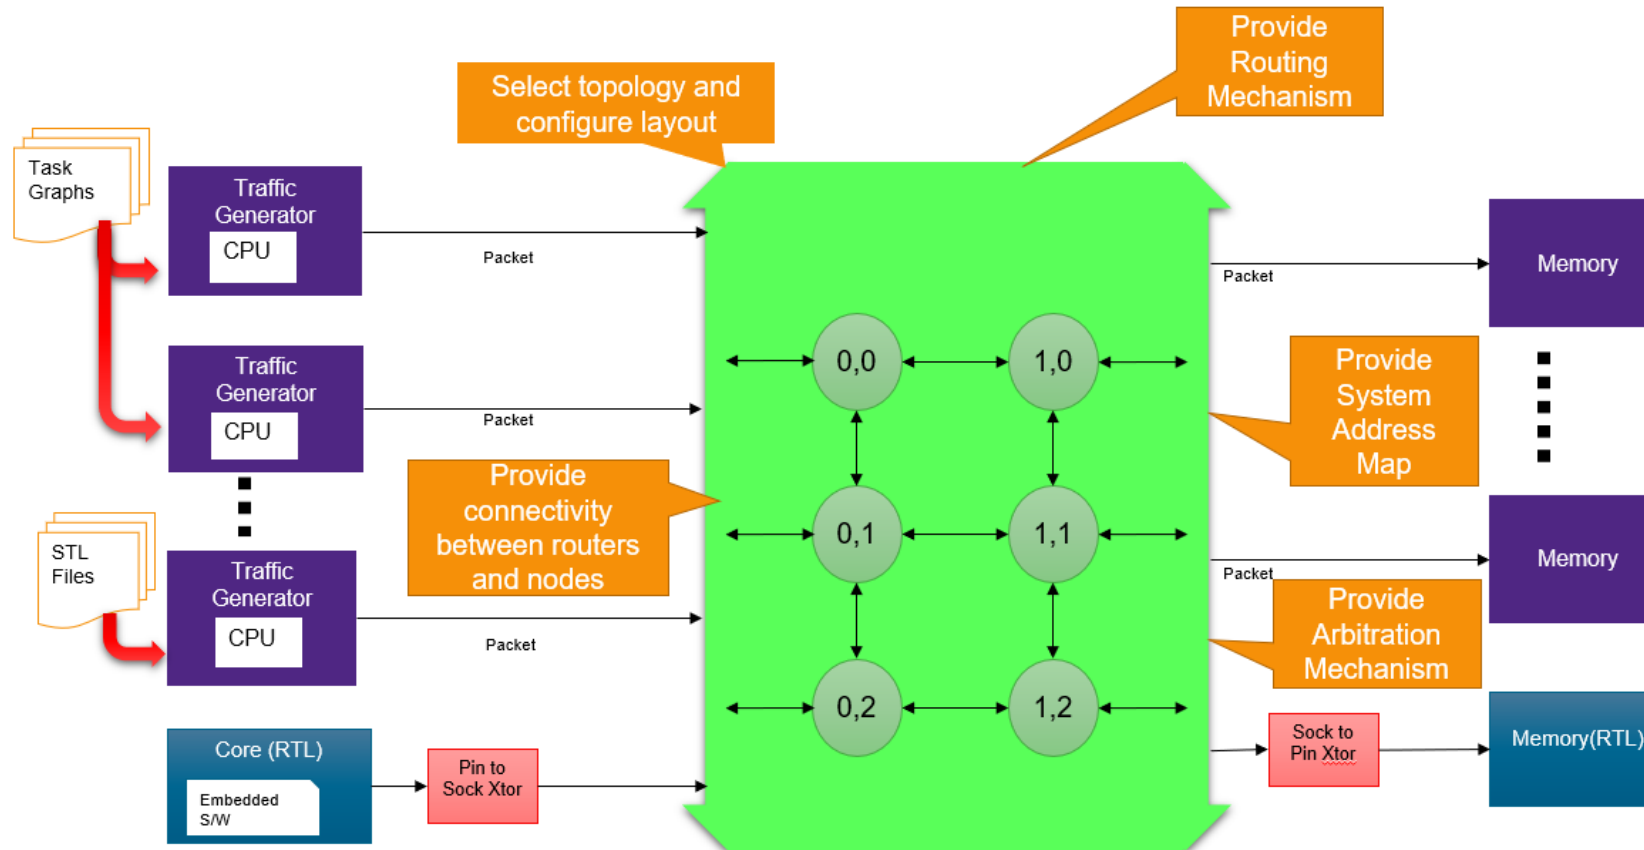 Provide
Routing
Mechanism
Select topology and
configure layout
Task
Graphs
Traffic
Generator
CPU
Packet
Packet
Memory
0,0
1,0
Traffic
Generator
CPU
Packet
Provide
System
Address
Map
Provide
connectivity
between routers
and nodes
0,1
1,1
STL
Files
Traffic
Generator
CPU
Packet
Packet
Memory
Provide
Arbitration
Mechanism
0,2
1,2
Core (RTL)
Embedded
S/W
Pin to
Sock Xtor
Sock to
Pin Xtor
Memory(RTL)